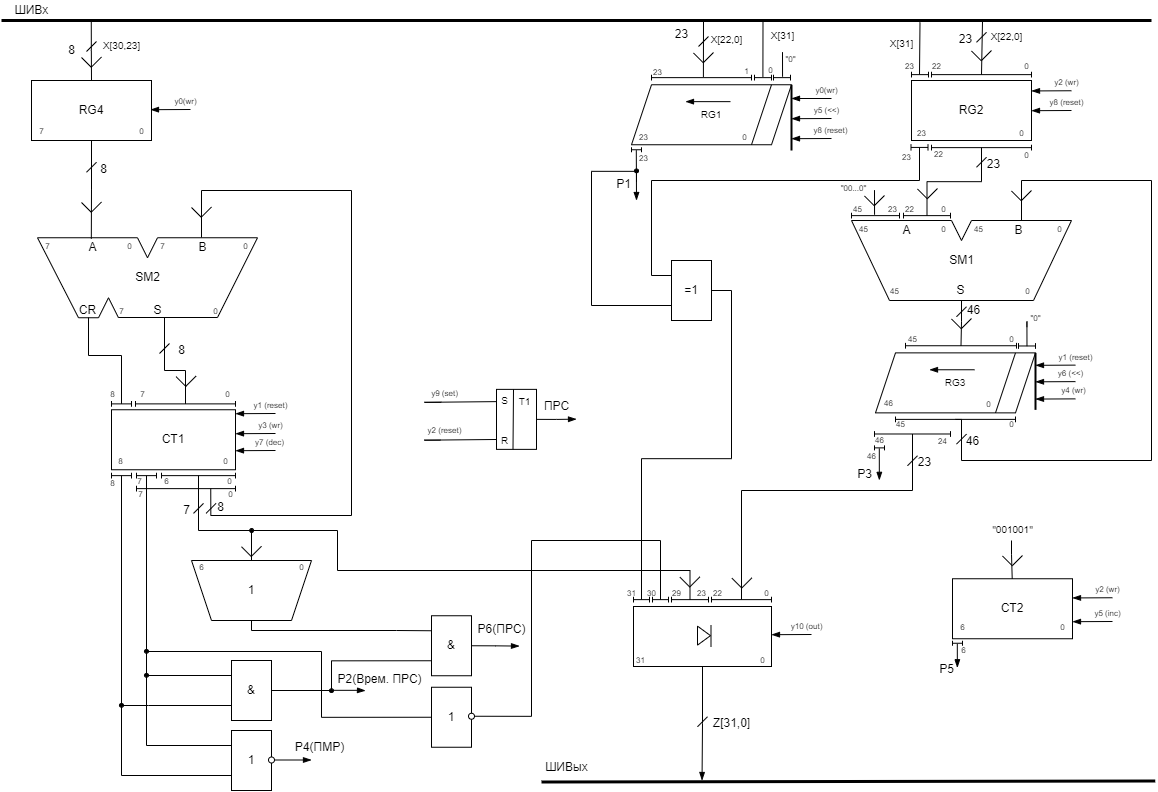 ШИВх
8 X[30,23]
RG4
7 0
y0(wr)
8
7 A 0 7 B 0
SM2
CR 7 S 0
8
8 7 0
CT1
8 0
y1 (reset)
y3 (wr)
y7 (dec)
8 7 6 0
7 0
7 8
6 0
1
&
P6(ПРС)
&
P2(Врем. ПРС)
1
1
P4(ПМР)
y9 (set)
y2 (reset)
S T1
R
ПРС
23 X[22,0] X[31]
"0"
23 1 0
RG1
23 0
y0(wr)
y5 (<<)
y8 (reset)
23
P1
=1
X[31] 23 X[22,0]
23 22 0
RG2
23 0
y2 (wr)
y8 (reset)
23 22 0
23
"00...0"
45 23 22 0
45 A 0 45 B 0
SM1
45 S 0
46
"0"
45 0
RG3
46 0
y1 (reset)
y6 (<<)
y4 (wr)
45 0
46 24 46
46
P3
23
"001001"
CT2
6 0
y2 (wr)
y5 (inc)
6
P5
31 30 29 23 22 0
31 0
y10 (out)
Z[31,0]
ШИВых